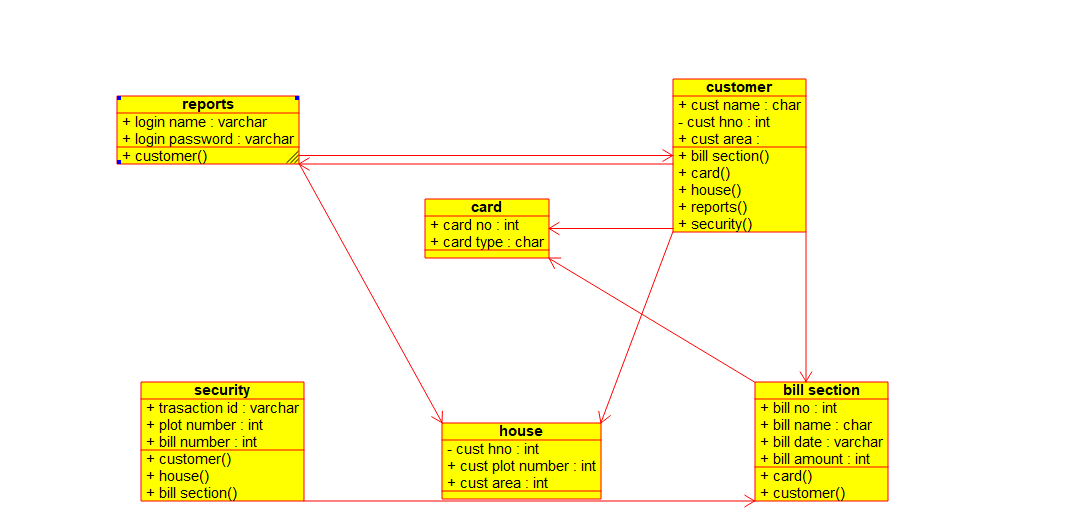 reports
+ login name : varchar
+ login password : varchar
+ customer()
customer
+ cust name : char
- cust hno : int
+ cust area :
+ bill section()
+ card()
+ house()
+ reports()
+ security()
card
+ card no : int
+ card type : char
security
+ trasaction id : varchar
+ plot number : int
+ bill number : int
+ customer()
+ house()
+ bill section()
house
- cust hno : int
+ cust plot number : int
+ cust area : int
bill section
+ bill no : int
+ bill name : char
+ bill date : varchar
+ bill amount : int
+ card()
+ customer()